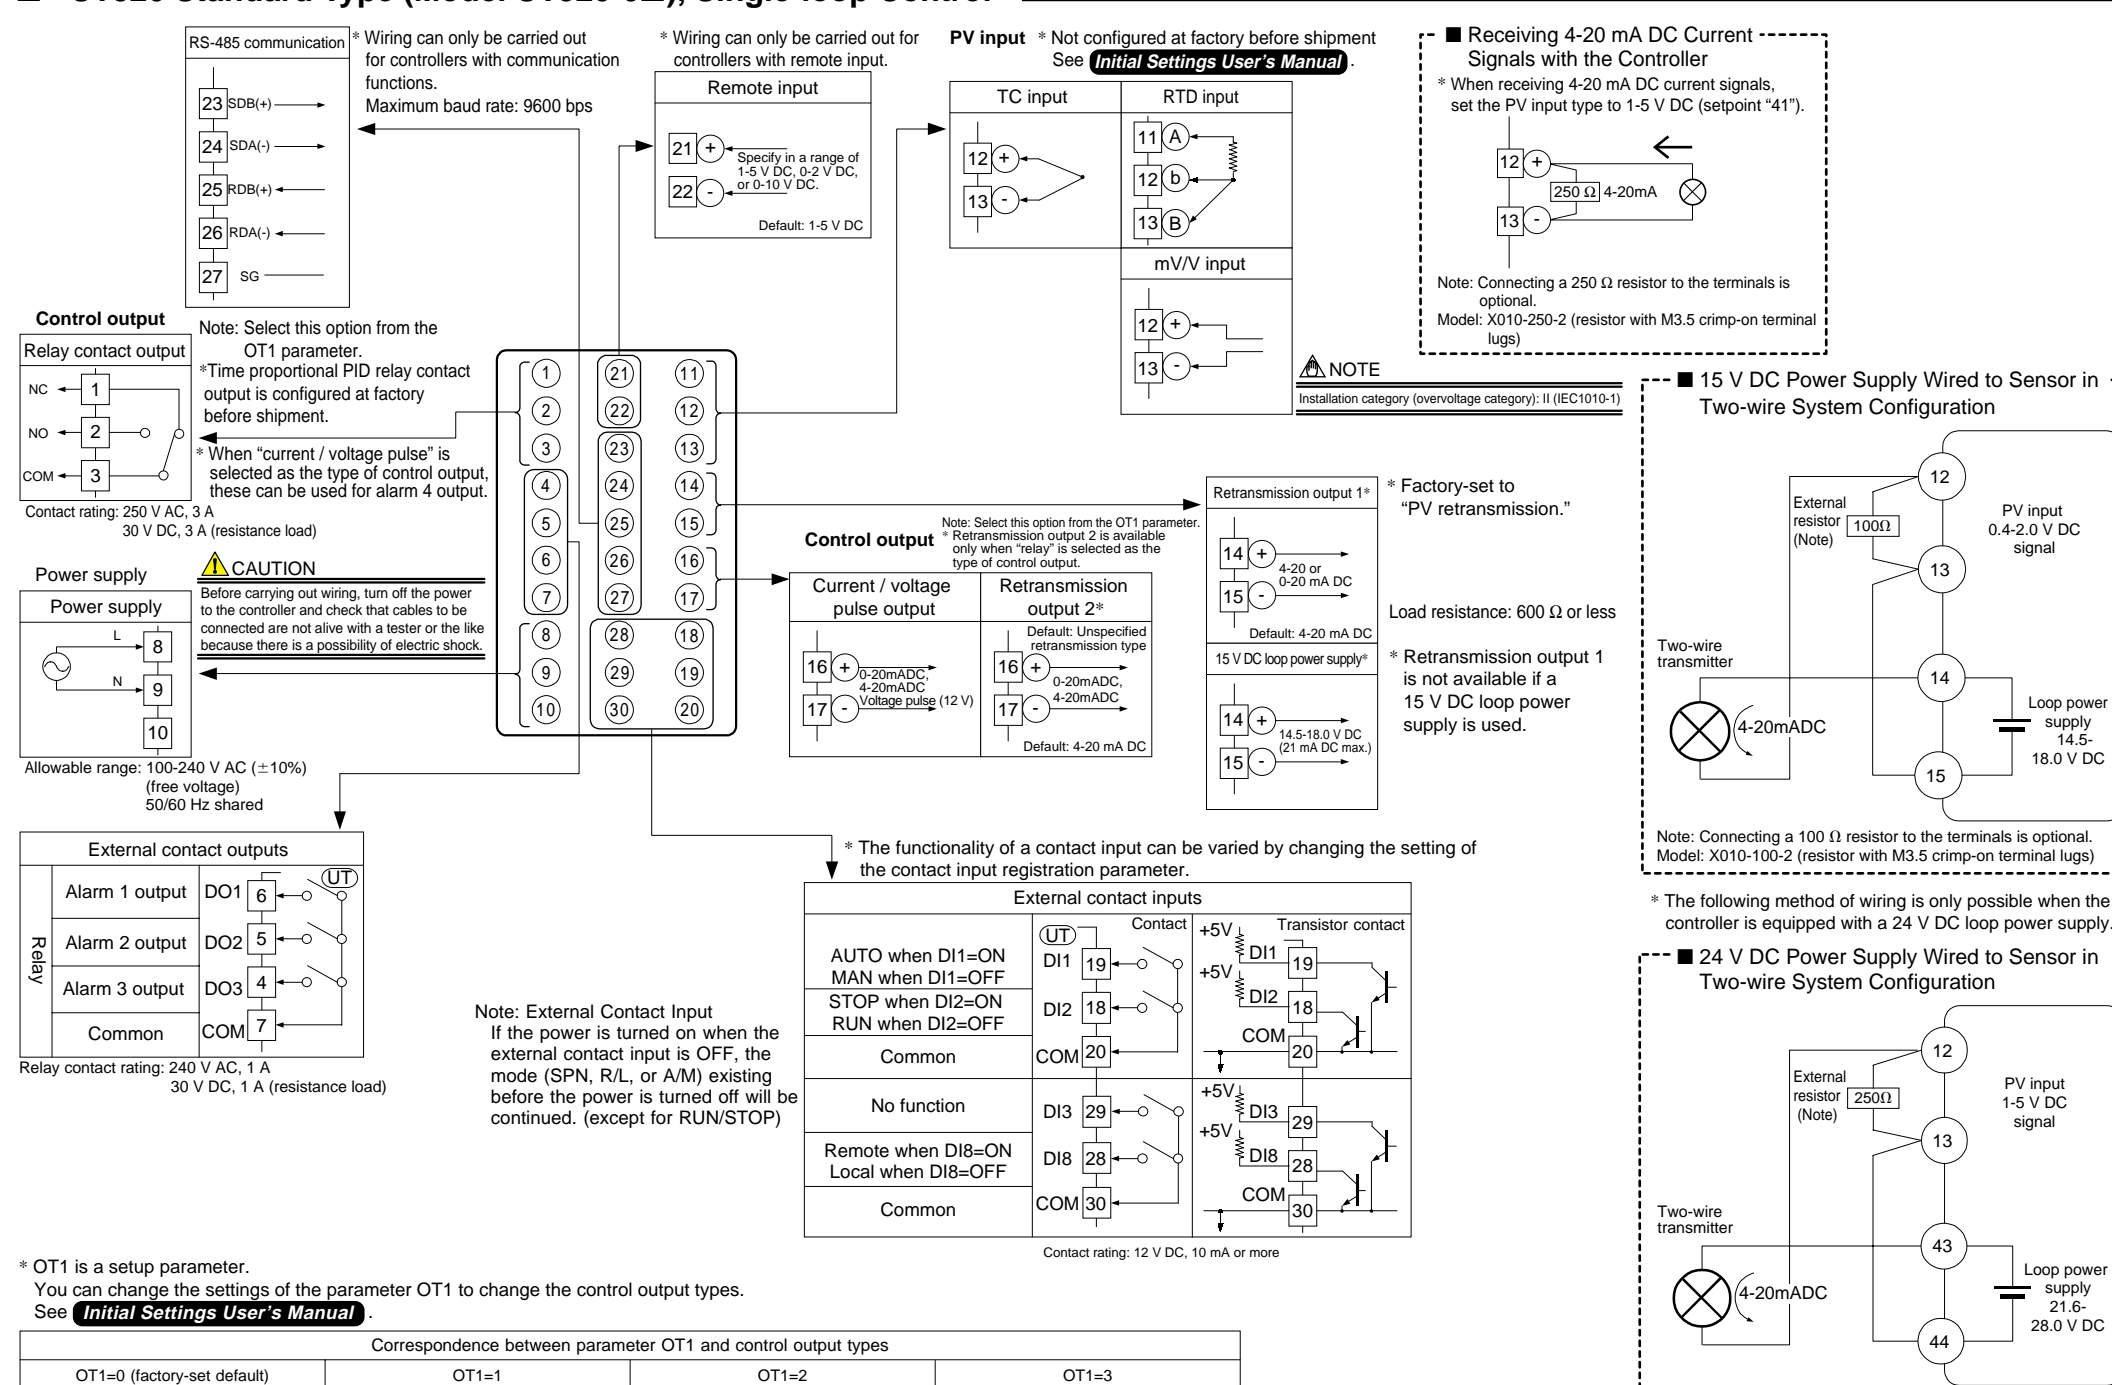 RS-485 communication
* Wiring can only be carried out
for controllers with communication
functions.
Maximum baud rate: 9600 bps
23 SDB(+)
24 SDA(-)
25 RDB(+)
26 RDA(-)
27 SG
* Wiring can only be carried out for
controllers with remote input.
Remote input
21 +
22 -
Specify in a range of
1-5 V DC, 0-2 V DC,
or 0-10 V DC.
Default: 1-5 V DC
PV input * Not configured at factory before shipment
See Initial Settings User's Manual .
TC input
12 +
13 -
RTD input
11 A
12 b
13 B
mV/V input
12 +
13 -
■ Receiving 4-20 mA DC Current
Signals with the Controller
* When receiving 4-20 mA DC current signals,
set the PV input type to 1-5 V DC (setpoint “41”).
12 +
250 Ω 4-20mA
13 -
Note: Connecting a 250 Ω resistor to the terminals is
optional.
Model: X010-250-2 (resistor with M3.5 crimp-on terminal
lugs)
NOTE
Installation category (overvoltage category): II (IEC1010-1)
Control output
Relay contact output
NC 1
NO 2
COM 3
Contact rating: 250 V AC, 3 A
30 V DC, 3 A (resistance load)
Note: Select this option from the
OT1 parameter.
*Time proportional PID relay contact
output is configured at factory
before shipment.
* When “current / voltage pulse” is
selected as the type of control output,
these can be used for alarm 4 output.
1 21 11
2 22 12
3 23 13
4 24 14
5 25 15
6 26 16
7 27 17
8 28 18
9 29 19
10 30 20
Power supply
Power supply
L 8
N 9
10
Allowable range: 100-240 V AC (±10%)
(free voltage)
50/60 Hz shared
CAUTION
Before carrying out wiring, turn off the power
to the controller and check that cables to be
connected are not alive with a tester or the like
because there is a possibility of electric shock.
Control output
Note: Select this option from the OT1 parameter.
* Retransmission output 2 is available
only when “relay” is selected as the
type of control output.
Current / voltage
pulse output
16 +
17 -
0-20mADC,
4-20mADC
Voltage pulse (12 V)
Retransmission
output 2*
Default: Unspecified
retransmission type
16 +
17 -
0-20mADC,
4-20mADC
Default: 4-20 mA DC
Retransmission output 1*
14 +
15 -
4-20 or
0-20 mA DC
Default: 4-20 mA DC
15 V DC loop power supply*
14 +
15 -
14.5-18.0 V DC
(21 mA DC max.)
* Factory-set to
“PV retransmission.”
Load resistance: 600 Ω or less
* Retransmission output 1
is not available if a
15 V DC loop power
supply is used.
■ 15 V DC Power Supply Wired to Sensor in
Two-wire System Configuration
12
External
resistor
(Note)
100Ω
PV input
0.4-2.0 V DC
signal
13
Two-wire
transmitter
14
4-20mADC
Loop power
supply
14.5-
18.0 V DC
15
Note: Connecting a 100 Ω resistor to the terminals is optional.
Model: X010-100-2 (resistor with M3.5 crimp-on terminal lugs)
* The following method of wiring is only possible when the
controller is equipped with a 24 V DC loop power supply.
■ 24 V DC Power Supply Wired to Sensor in
Two-wire System Configuration
12
External
resistor
(Note)
250Ω
PV input
1-5 V DC
signal
13
Two-wire
transmitter
43
4-20mADC
Loop power
supply
21.6-
28.0 V DC
44
External contact outputs
UT
Relay
Alarm 1 output DO1 6
Alarm 2 output DO2 5
Alarm 3 output DO3 4
Common COM 7
Relay contact rating: 240 V AC, 1 A
30 V DC, 1 A (resistance load)
Note: External Contact Input
If the power is turned on when the
external contact input is OFF, the
mode (SPN, R/L, or A/M) existing
before the power is turned off will be
continued. (except for RUN/STOP)
* The functionality of a contact input can be varied by changing the setting of
the contact input registration parameter.
External contact inputs
UT Contact
Transistor contact
AUTO when DI1=ON
MAN when DI1=OFF
DI1 19
+5V DI1 19
STOP when DI2=ON
RUN when DI2=OFF
DI2 18
+5V DI2 18
Common
COM 20
COM 20
No function
DI3 29
+5V DI3 29
Remote when DI8=ON
Local when DI8=OFF
DI8 28
+5V DI8 28
Common
COM 30
COM 30
Contact rating: 12 V DC, 10 mA or more
* OT1 is a setup parameter.
You can change the settings of the parameter OT1 to change the control output types.
See Initial Settings User's Manual .
Correspondence between parameter OT1 and control output types
OT1=0 (factory-set default) OT1=1 OT1=2 OT1=3